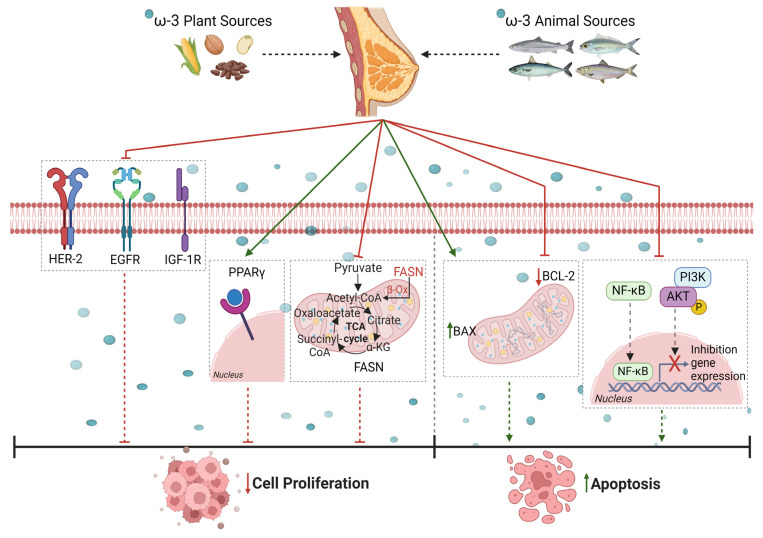 ω-3 Plant Sources
ω-3 Animal Sources
HER-2
EGFR
IGF-1R
PPARγ
Nucleus
Pyruvate
FASN
β-Ox
Acetyl-CoA
Oxaloacetate
Citrate
TCA
cycle
Succinyl-
CoA
α-KG
FASN
BCL-2
BAX
NF-κB
PI3K
AKT
P
NF-κB
Inhibition
gene
expression
Nucleus
Cell Proliferation
Apoptosis